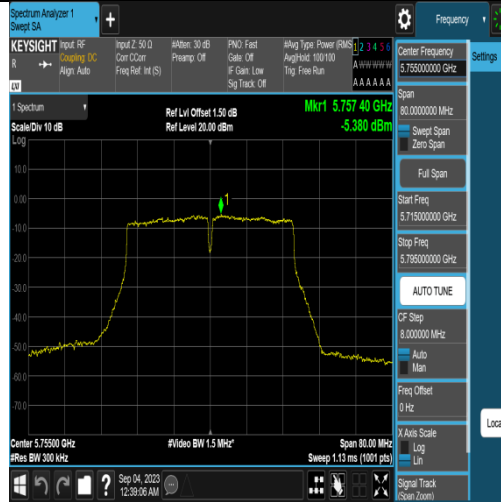 Spectrum Analyzer 1
Swept SA
Frequency
KEYSIGHT
Input: RF
Coupling: DC
Align: Auto
Input Z: 50 Ω
Corr CCorr
Freq Ref: Int (S)
#Atten: 30 dB
Preamp: Off
PNO: Fast
Gate: Off
IF Gain: Low
Sig Track: Off
#Avg Type: Power (RMS
Avg|Hold: 100/100
Trig: Free Run
1 2 3 4 5 6
A W W W W W
A A A A A A
R
LXI
1 Spectrum
Scale/Div 10 dB
Log
Ref Lvl Offset 1.50 dB
Ref Level 20.00 dBm
Mkr1 5.757 40 GHz
-5.380 dBm
10.0
0.00
-10.0
-20.0
-30.0
-40.0
-50.0
-60.0
-70.0
1
Center 5.75500 GHz
#Res BW 300 kHz
#Video BW 1.5 MHz*
Span 80.00 MHz
Sweep 1.13 ms (1001 pts)
Sep 04, 2023
12:39:06 AM
Center Frequency
5.755000000 GHz
Settings
Span
80.0000000 MHz
Swept Span
Zero Span
Full Span
Start Freq
5.715000000 GHz
Stop Freq
5.795000000 GHz
AUTO TUNE
CF Step
8.000000 MHz
Auto
Man
Freq Offset
0 Hz
X Axis Scale
Log
Lin
Signal Track
(Span Zoom)
Loca